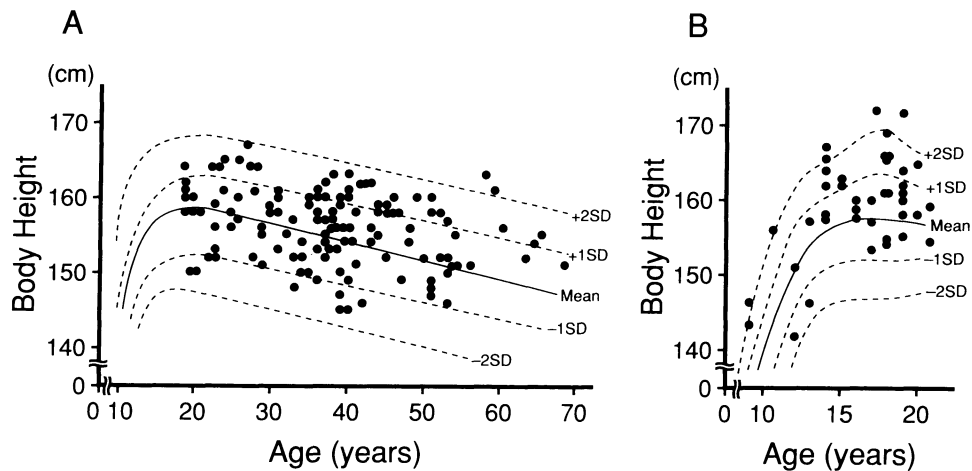 A
(cm)
Body Height
170
160
150
140
0
0 10 20 30 40 50 60 70
Age (years)
+2SD
+1SD
Mean
−1SD
−2SD
B
(cm)
Body Height
170
160
150
140
0
0 10 15 20
Age (years)
+2SD
+1SD
Mean
−1SD
−2SD